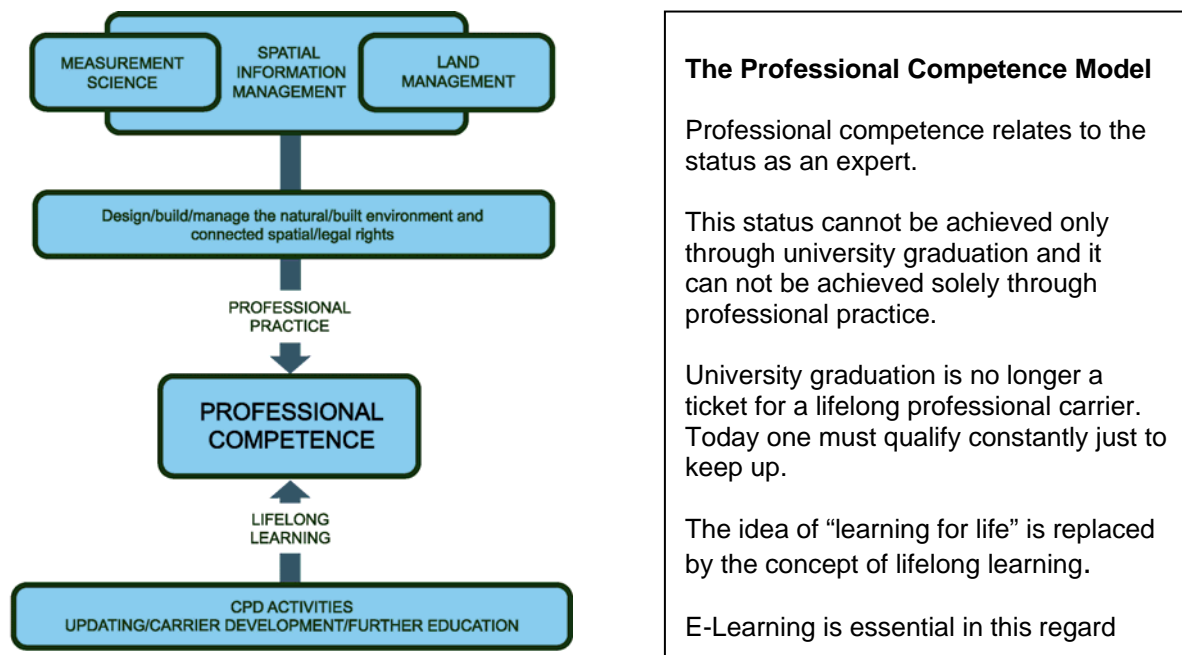 MEASUREMENT
SCIENCE
SPATIAL
INFORMATION
MANAGEMENT
LAND
MANAGEMENT
Design/build/manage the natural/built environment and
connected spatial/legal rights
PROFESSIONAL
PRACTICE
PROFESSIONAL
COMPETENCE
LIFELONG
LEARNING
CPD ACTIVITIES
UPDATING/CARRIER DEVELOPMENT/FURTHER EDUCATION
The Professional Competence Model
Professional competence relates to the
status as an expert.
This status cannot be achieved only
through university graduation and it
can not be achieved solely through
professional practice.
University graduation is no longer a
ticket for a lifelong professional carrier.
Today one must qualify constantly just to
keep up.
The idea of “learning for life” is replaced
by the concept of lifelong learning.
E-Learning is essential in this regard